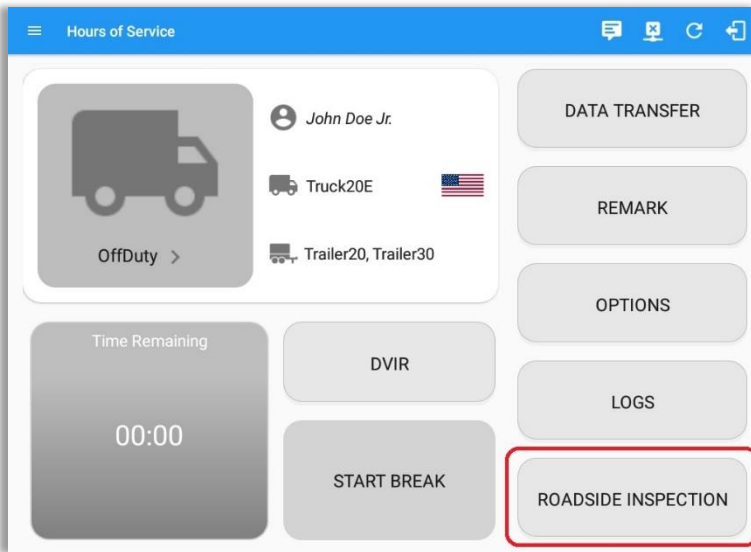 Hours of Service
John Doe Jr.
Truck20E
Trailer20, Trailer30
OffDuty >
DATA TRANSFER
REMARK
OPTIONS
LOGS
ROADSIDE INSPECTION
Time Remaining
00:00
DVIR
START BREAK